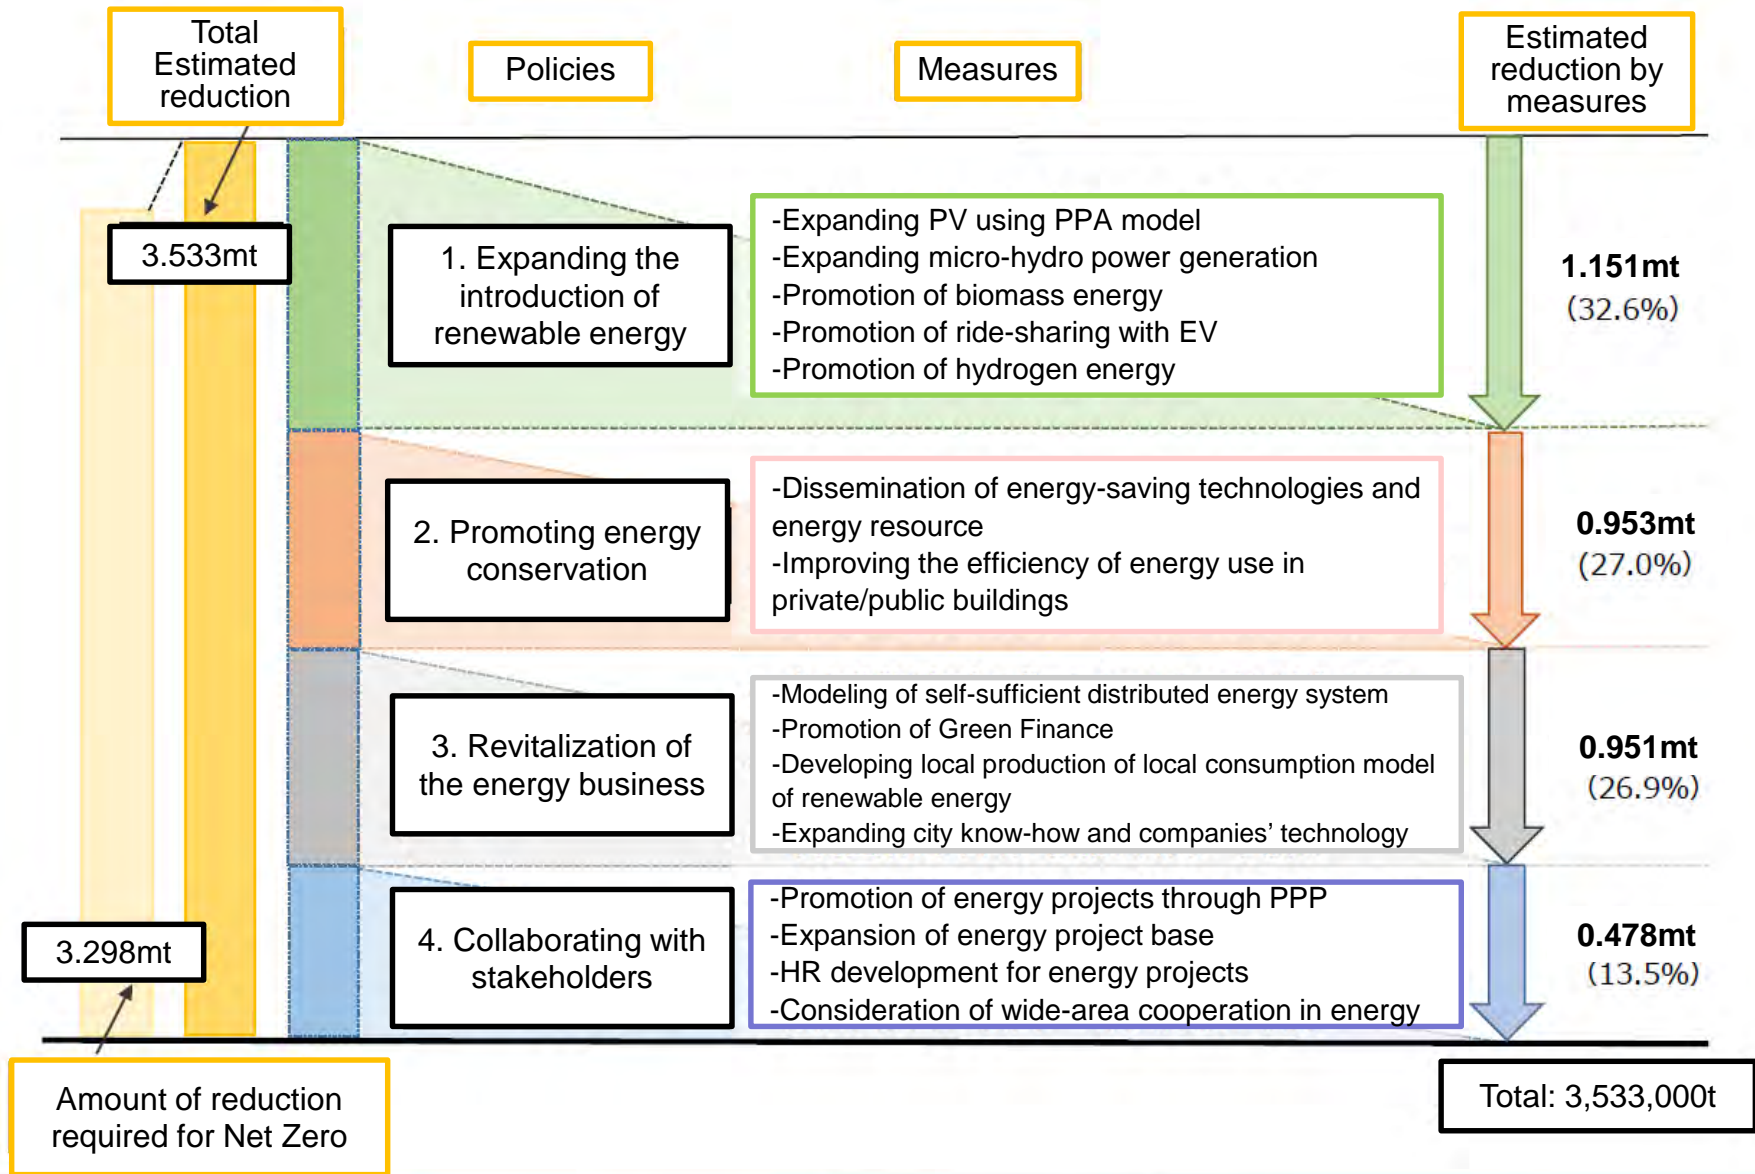 Total
Estimated
reduction
Policies
Measures
Estimated
reduction by
measures
3.533mt
1. Expanding the
introduction of
renewable energy
-Expanding PV using PPA model
-Expanding micro-hydro power generation
-Promotion of biomass energy
-Promotion of ride-sharing with EV
-Promotion of hydrogen energy
1.151mt
(32.6%)
2. Promoting energy
conservation
-Dissemination of energy-saving technologies and
energy resource
-Improving the efficiency of energy use in
private/public buildings
0.953mt
(27.0%)
3. Revitalization of
the energy business
-Modeling of self-sufficient distributed energy system
-Promotion of Green Finance
-Developing local production of local consumption model
of renewable energy
-Expanding city know-how and companies’ technology
0.951mt
(26.9%)
3.298mt
4. Collaborating with
stakeholders
-Promotion of energy projects through PPP
-Expansion of energy project base
-HR development for energy projects
-Consideration of wide-area cooperation in energy
0.478mt
(13.5%)
Amount of reduction
required for Net Zero
Total: 3,533,000t